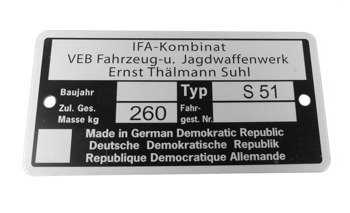 IFA-Kombinat
VEB Fahrzeug-u. Jagdwaffenwerk
Ernst Thälmann Suhl
Baujahr Typ S 51
Zul. Ges. Masse kg 260 Fahr-gest. Nr.
Made in German Demokratic Republic
Deutsche Demokratische Republik
Republique Democratique Allemande